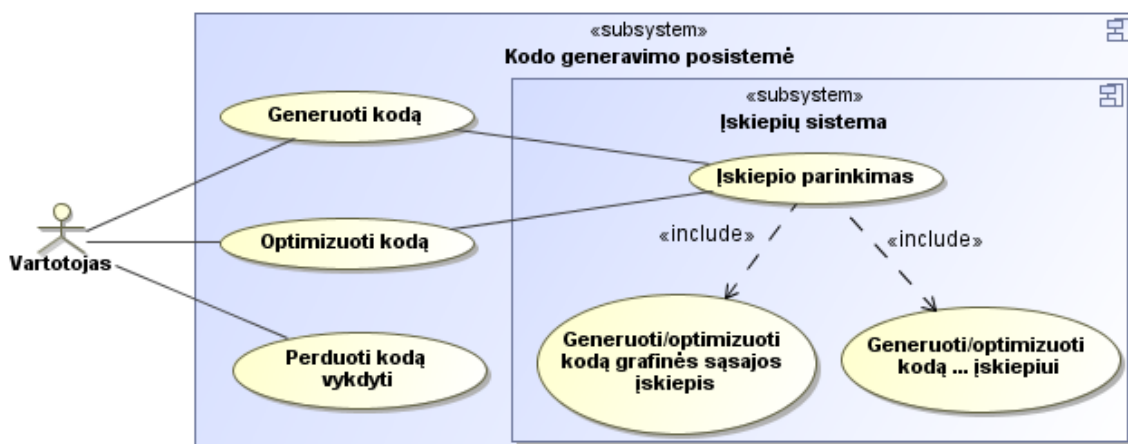 «subsystem»
Kodo generavimo posistemė
«subsystem»
Įskiepių sistema
Generuoti kodą
Įskiepio parinkimas
Optimizuoti kodą
«include»
«include»
Vartotojas
Generuoti/optimizuoti
kodą grafinės sąsajos
įskiepis
Generuoti/optimizuoti
kodą ... įskiepiui
Perduoti kodą
vykdyti